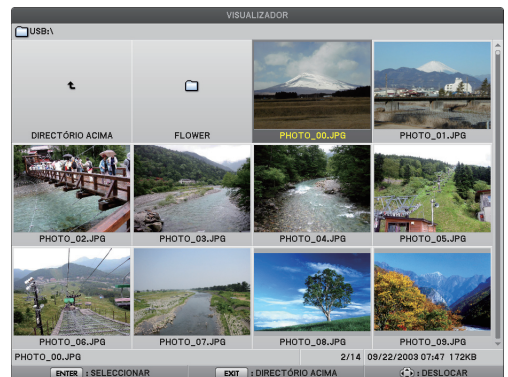 VISUALIZADOR
USB:\
DIRECTÓRIO ACIMA FLOWER PHOTO_00.JPG PHOTO_01.JPG
PHOTO_02.JPG PHOTO_03.JPG PHOTO_04.JPG PHOTO_05.JPG
PHOTO_06.JPG PHOTO_07.JPG PHOTO_08.JPG PHOTO_09.JPG
PHOTO_00.JPG 2/14 09/22/2003 07:47 172KB
ENTER : SELECCIONAR EXIT : DIRECTÓRIO ACIMA : DESLOCAR